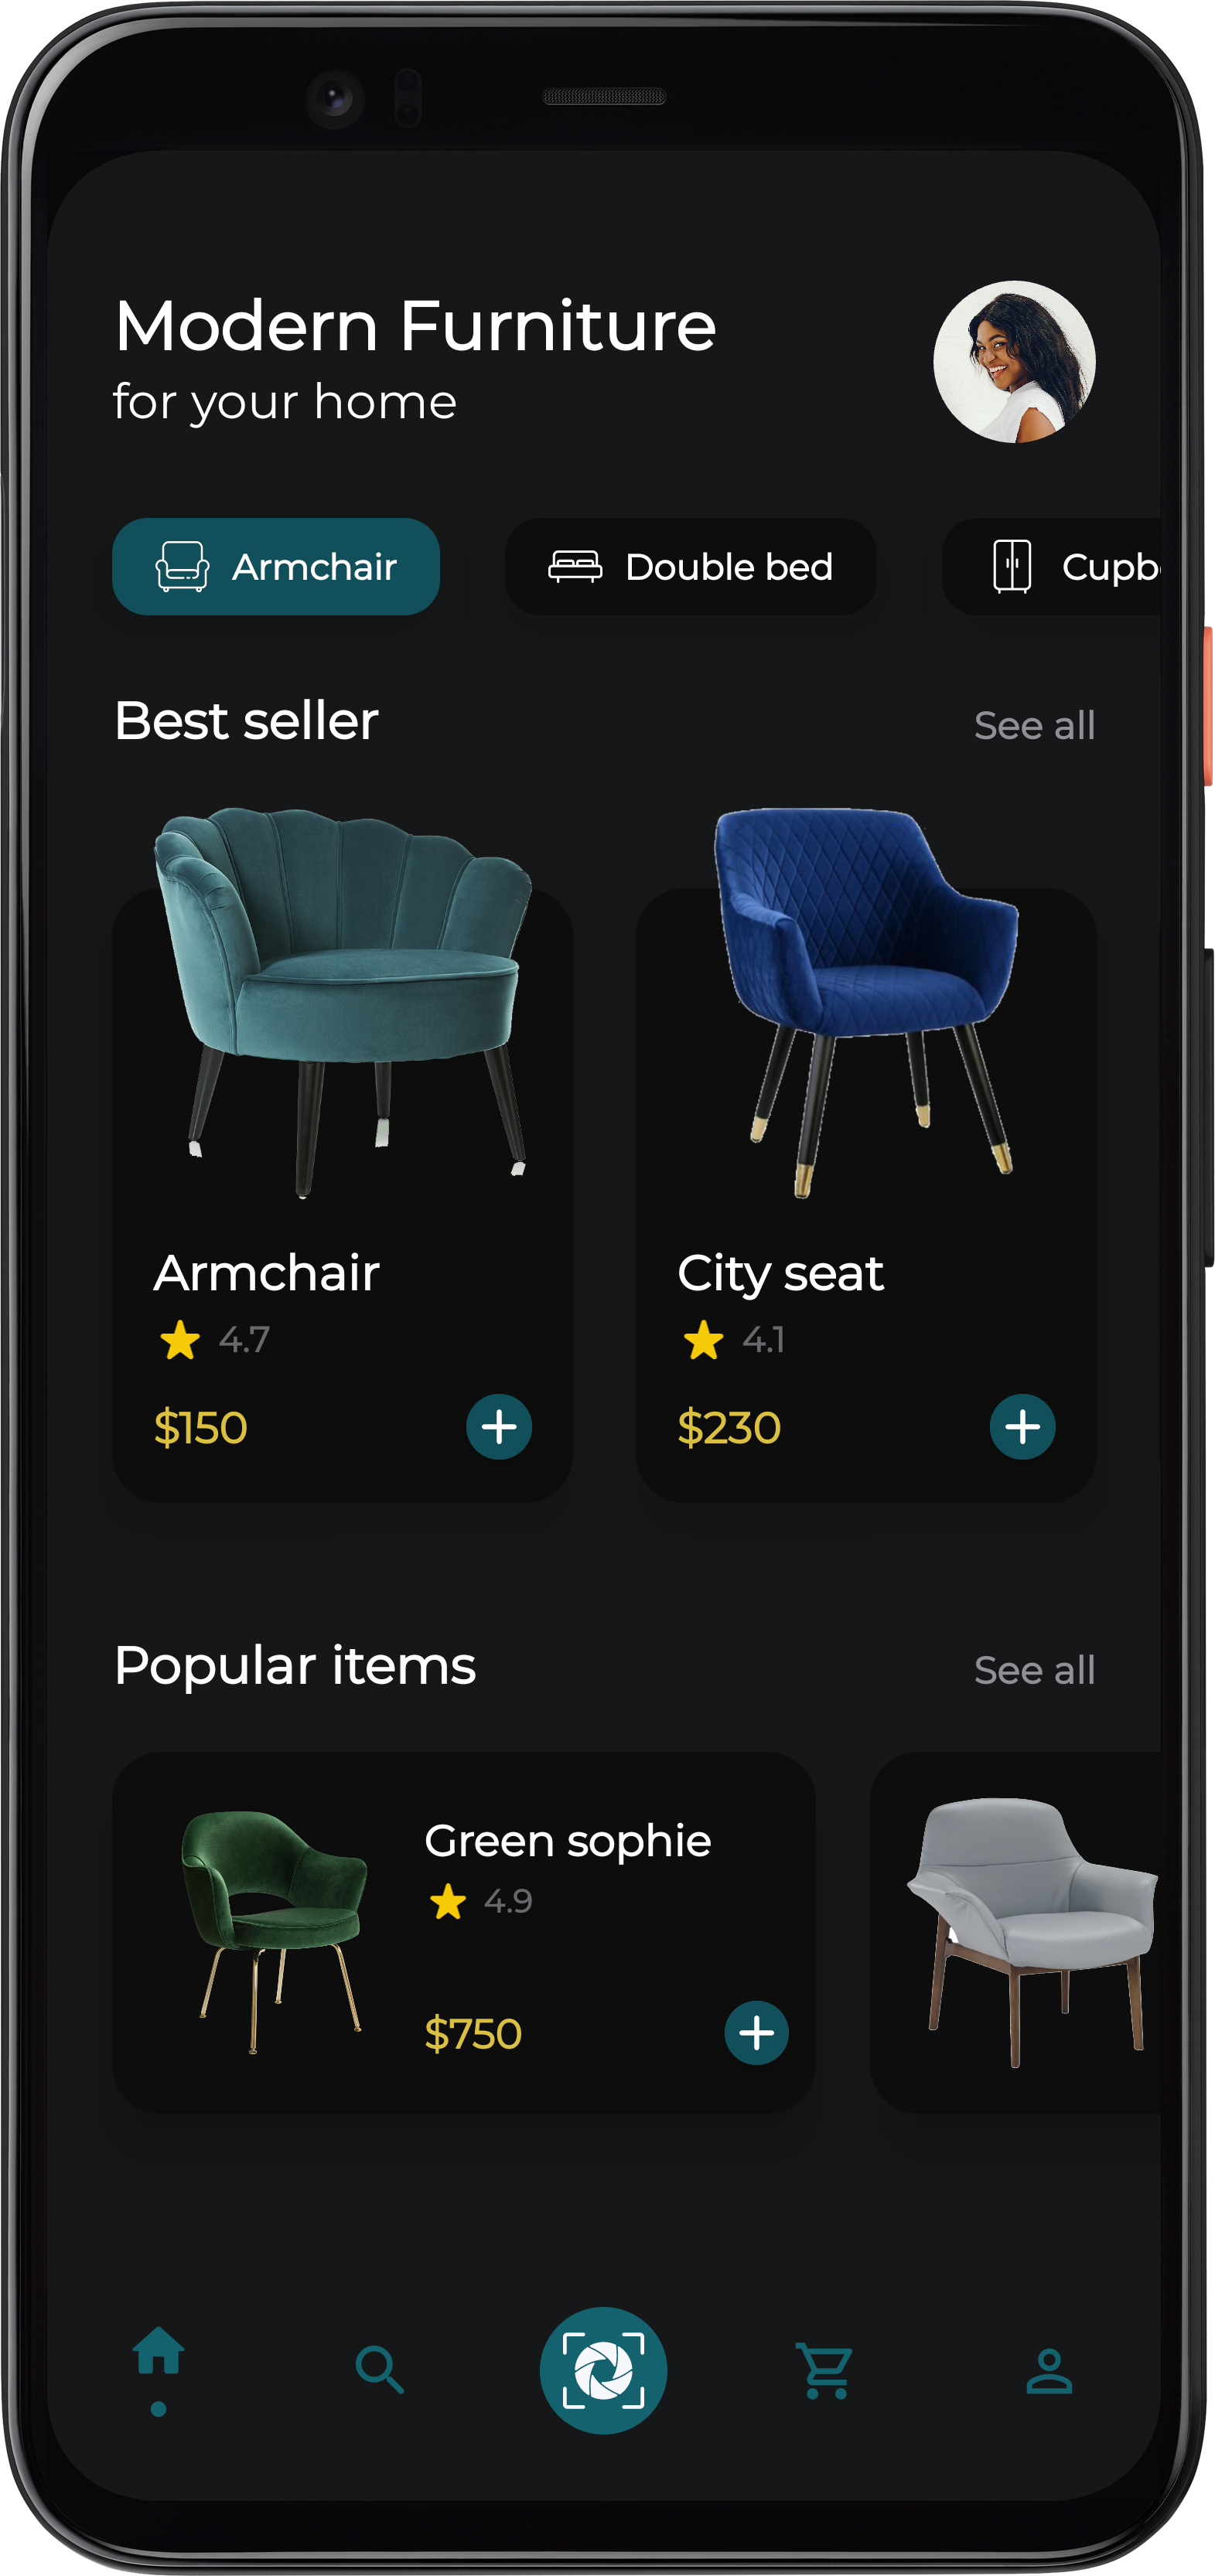 Modern Furniture
for your home
Armchair
Double bed
Best seller
See all
Armchair
4.7
$150
City seat
4.1
$230
Popular items
See all
Green sophie
4.9
$750